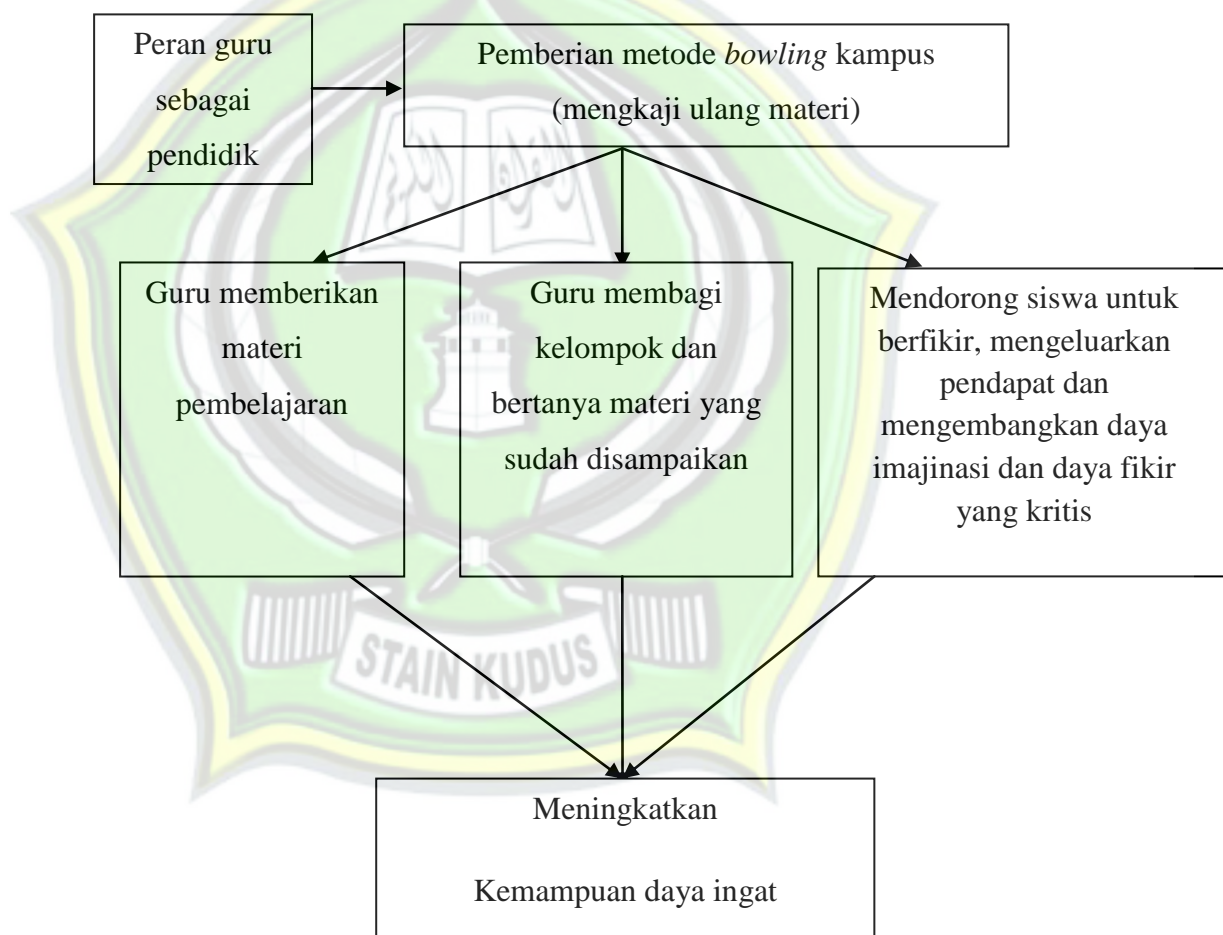 Peran guru
sebagai
pendidik
Pemberian metode bowling kampus
(mengkaji ulang materi)
Guru memberikan
materi
pembelajaran
Guru membagi
kelompok dan
bertanya materi yang
sudah disampaikan
Mendorong siswa untuk
berfikir, mengeluarkan
pendapat dan
mengembangkan daya
imajinasi dan daya fikir
yang kritis
STAIN KUDUS
Meningkatkan
Kemampuan daya ingat